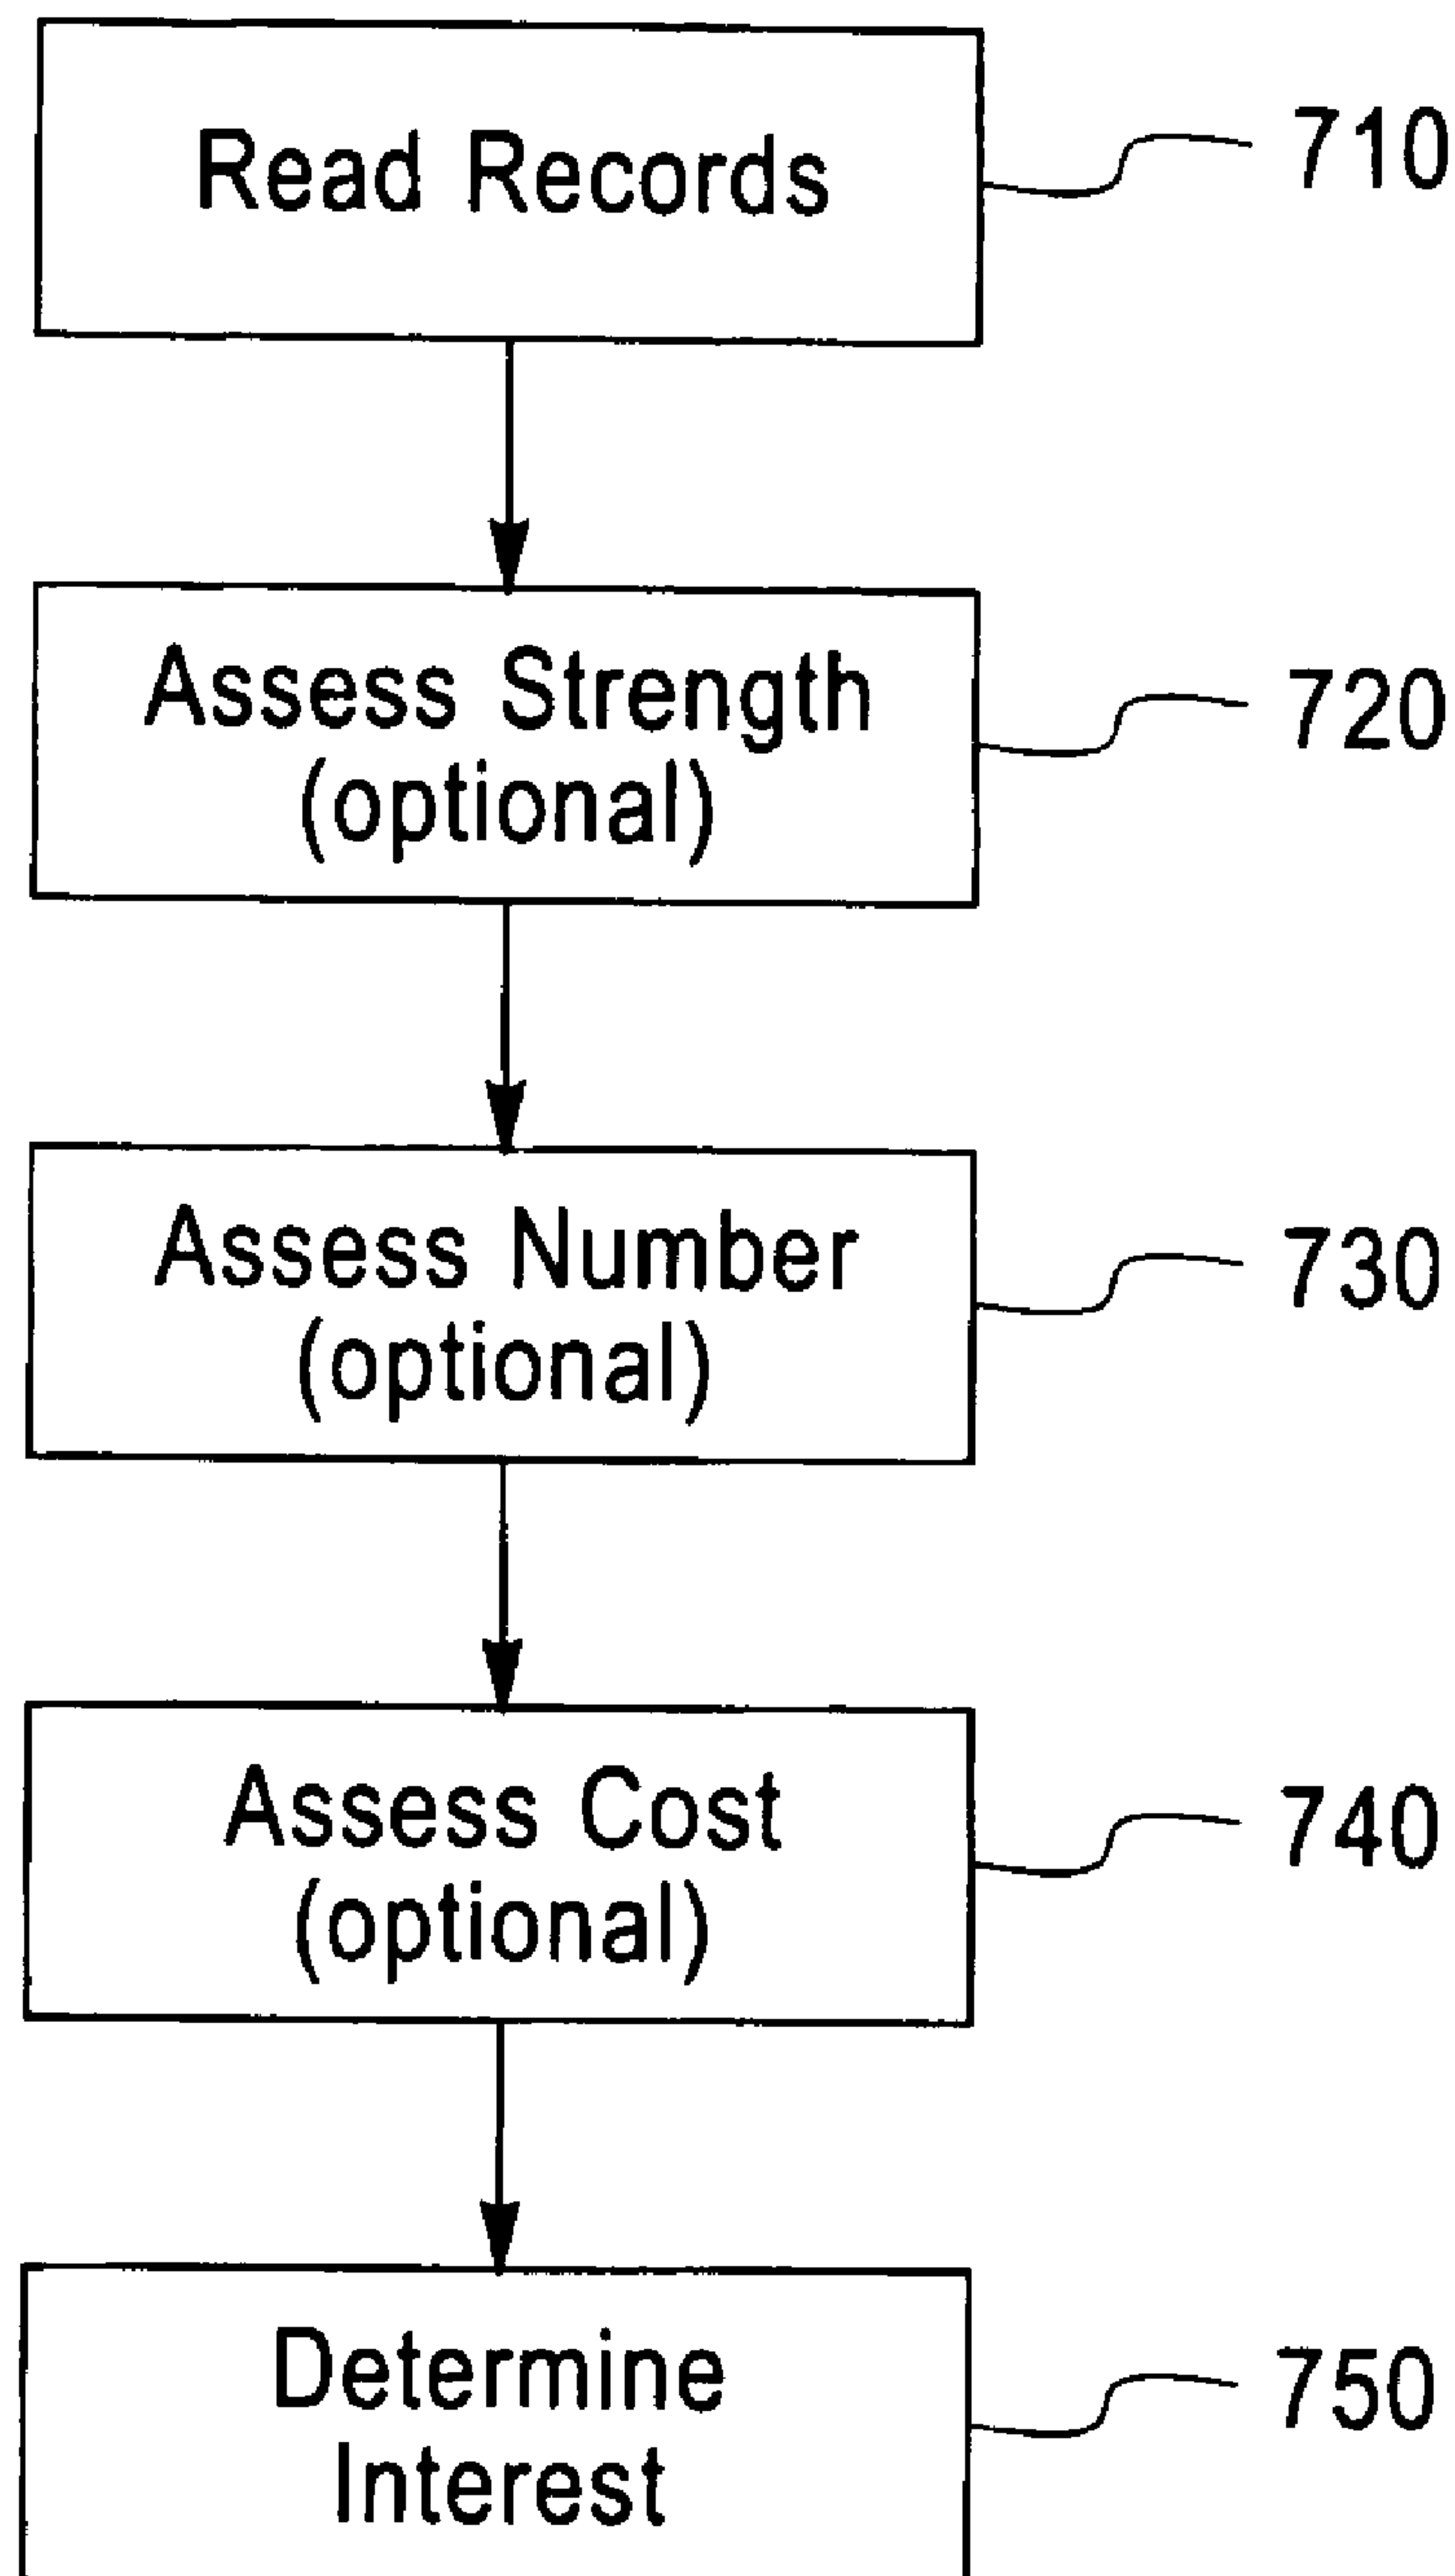 Read Records
710
Assess Strength
(optional)
720
Assess Number
(optional)
730
Assess Cost
(optional)
740
Determine
Interest
750